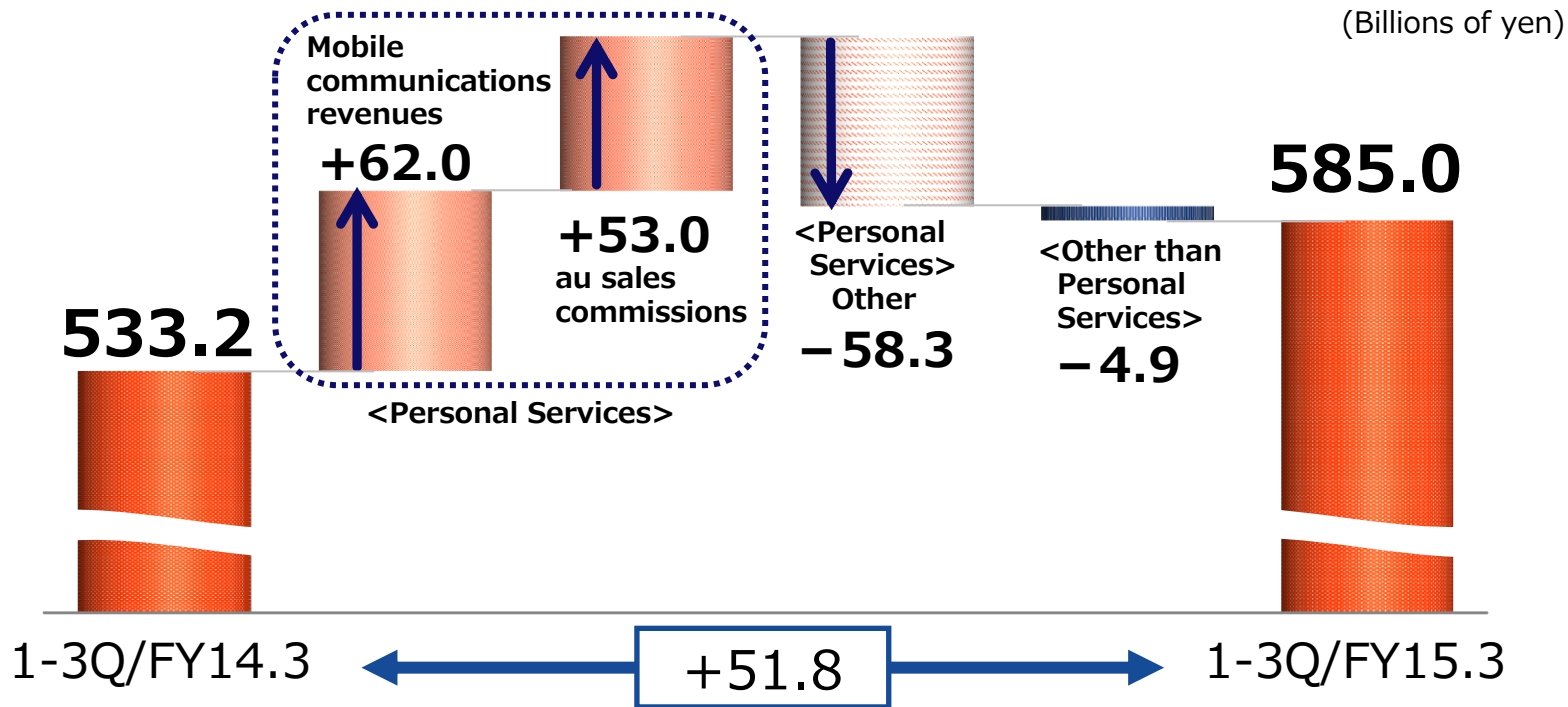 (Billions of yen)
Mobile
communications
revenues
+62.0
+53.0
au sales
commissions
<Personal Services>
<Personal
Services>
Other
−58.3
<Other than
Personal
Services>
−4.9
533.2
585.0
1-3Q/FY14.3
+51.8
1-3Q/FY15.3